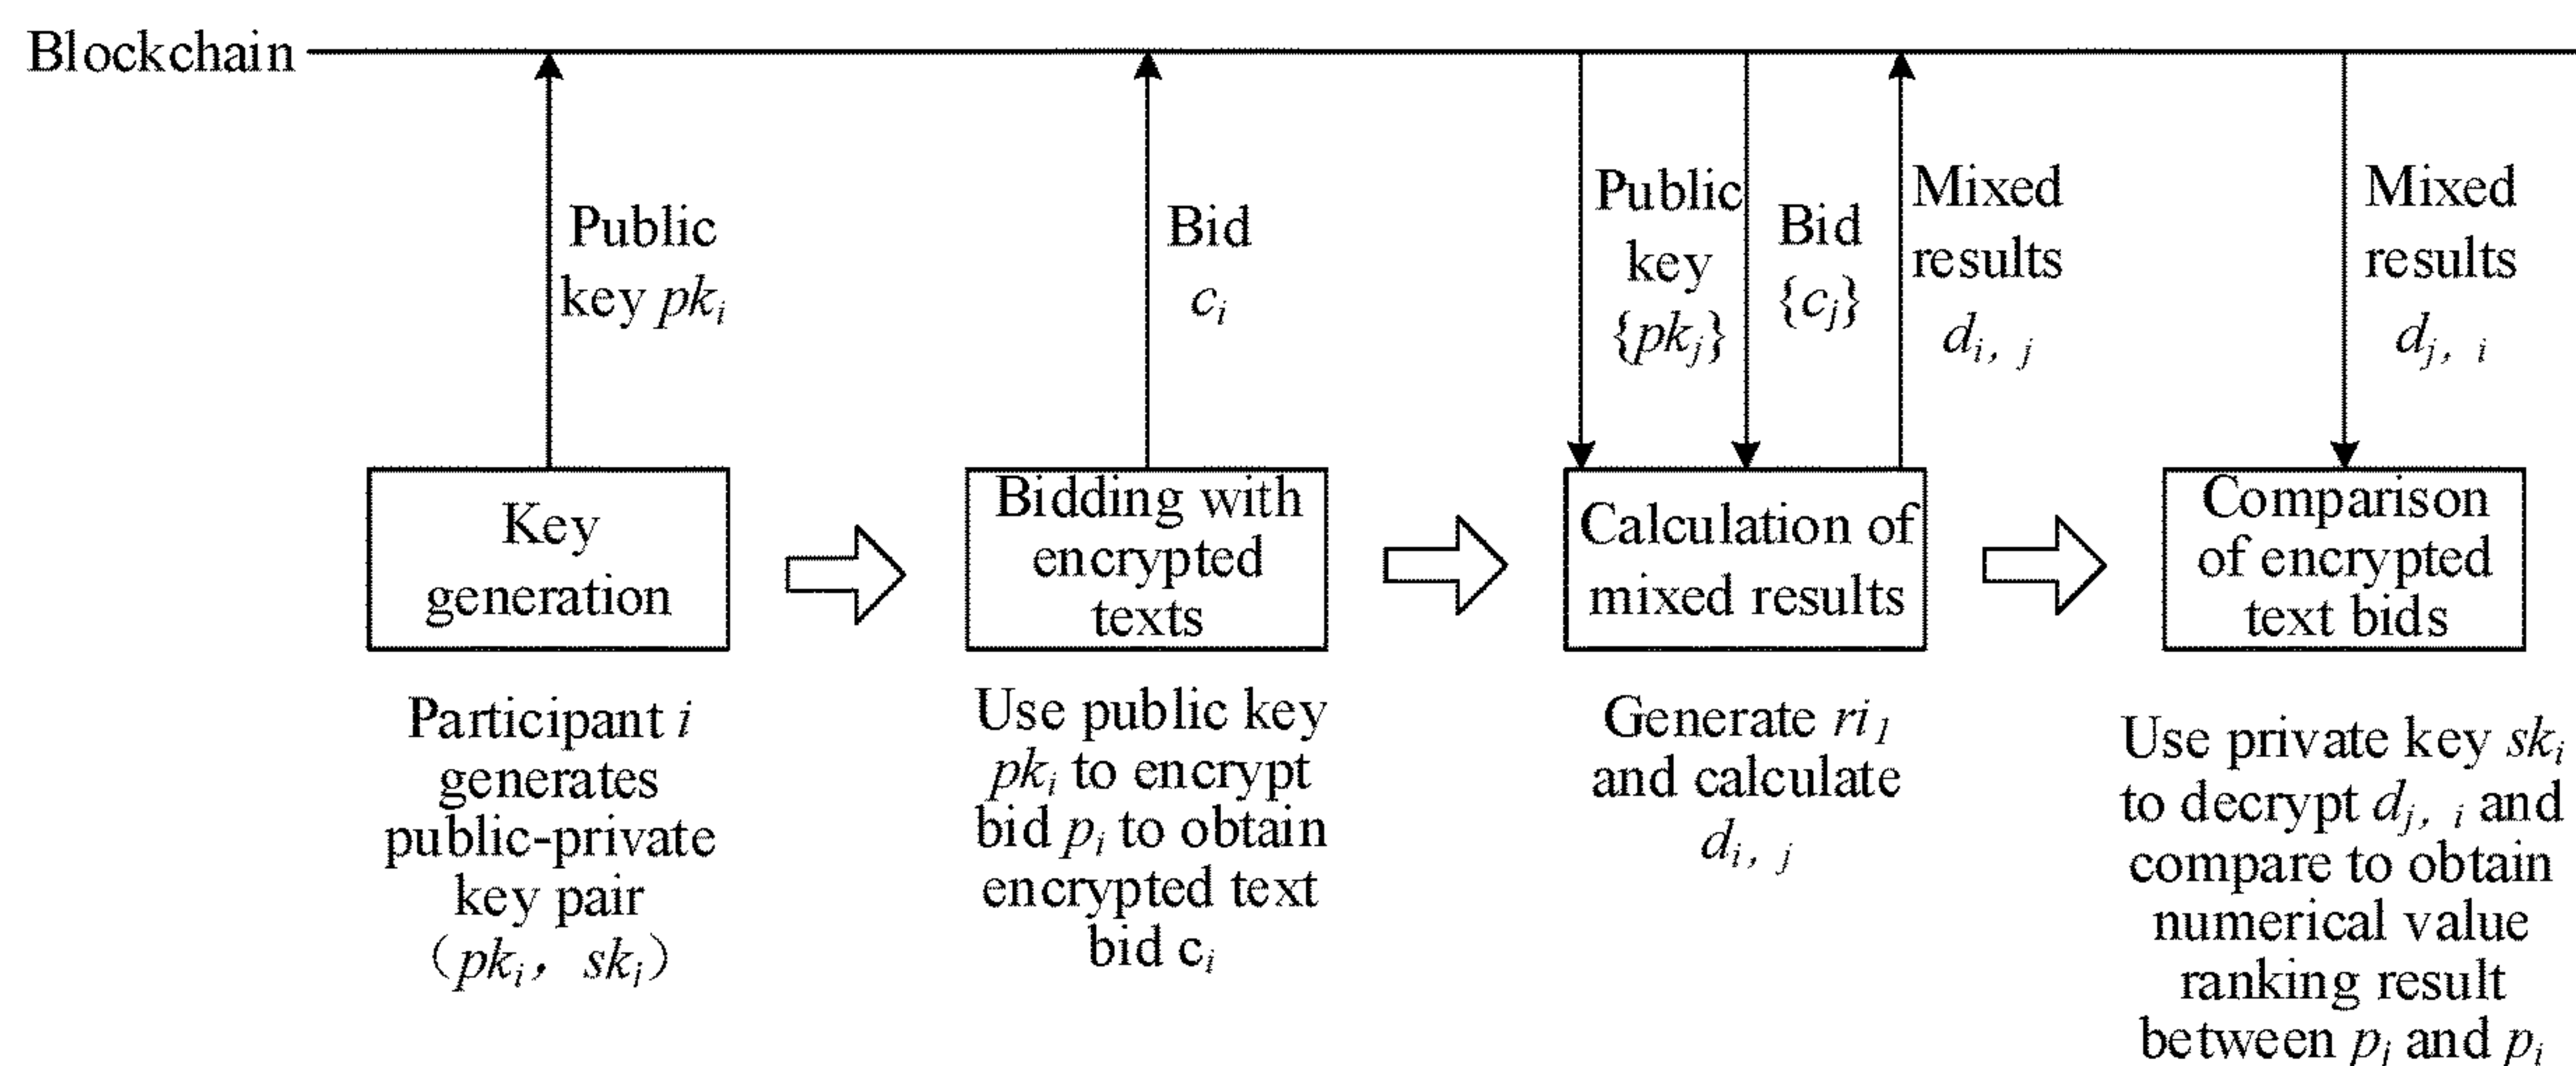 Blockchain
Public
key pkᵢ
Bid
cᵢ
Public
key
{pkⱼ}
Bid
{cⱼ}
Mixed
results
dᵢ, ⱼ
Mixed
results
dⱼ, ᵢ
Key
generation
Bidding with
encrypted
texts
Calculation of
mixed results
Comparison
of encrypted
text bids
Participant i
generates
public-private
key pair
(pkᵢ, skᵢ)
Use public key
pkᵢ to encrypt
bid pᵢ to obtain
encrypted text
bid cᵢ
Generate ri₁
and calculate
dᵢ, ⱼ
Use private key skᵢ
to decrypt dⱼ, ᵢ and
compare to obtain
numerical value
ranking result
between pⱼ and pᵢ